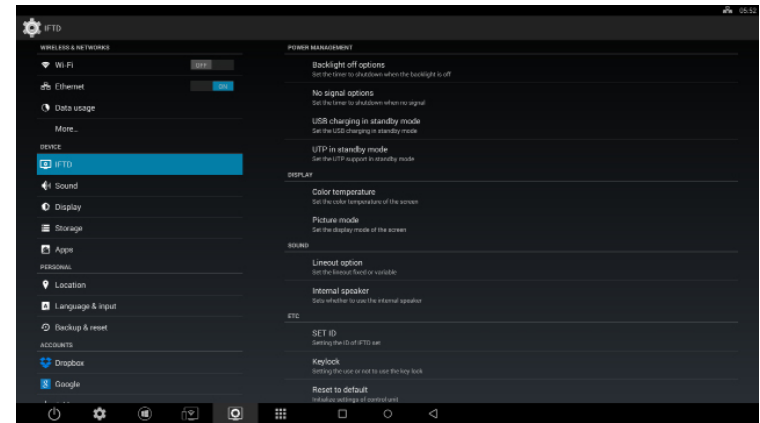 05:52
IFTD
WIRELESS & NETWORKS
Wi-Fi
OFF
Ethernet
ON
Data usage
More...
DEVICE
IFTD
Sound
Display
Storage
Apps
PERSONAL
Location
Language & input
Backup & reset
ACCOUNTS
Dropbox
Google
POWER MANAGEMENT
Backlight off options
Set the timer to shutdown when the backlight is off
No signal options
Set the timer to shutdown when no signal
USB charging in standby mode
Set the USB charging in standby mode
UTP in standby mode
Set the UTP support in standby mode
DISPLAY
Color temperature
Set the color temperature of the screen
Picture mode
Set the display mode of the screen
SOUND
Lineout option
Set the lineout fixed or variable
Internal speaker
Sets whether to use the internal speaker
ETC
SET ID
Setting the ID of IFTD set
Keylock
Setting the use or not to use the key lock
Reset to default
Initialize settings of control unit